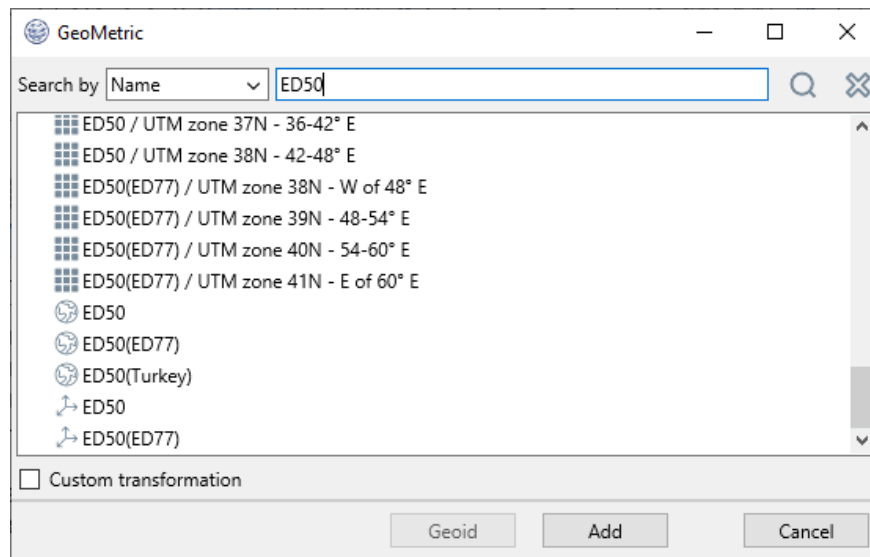 GeoMetric
Search by Name ED50
ED50 / UTM zone 37N - 36-42° E
ED50 / UTM zone 38N - 42-48° E
ED50(ED77) / UTM zone 38N - W of 48° E
ED50(ED77) / UTM zone 39N - 48-54° E
ED50(ED77) / UTM zone 40N - 54-60° E
ED50(ED77) / UTM zone 41N - E of 60° E
ED50
ED50(ED77)
ED50(Turkey)
ED50
ED50(ED77)
Custom transformation
Geoid Add Cancel